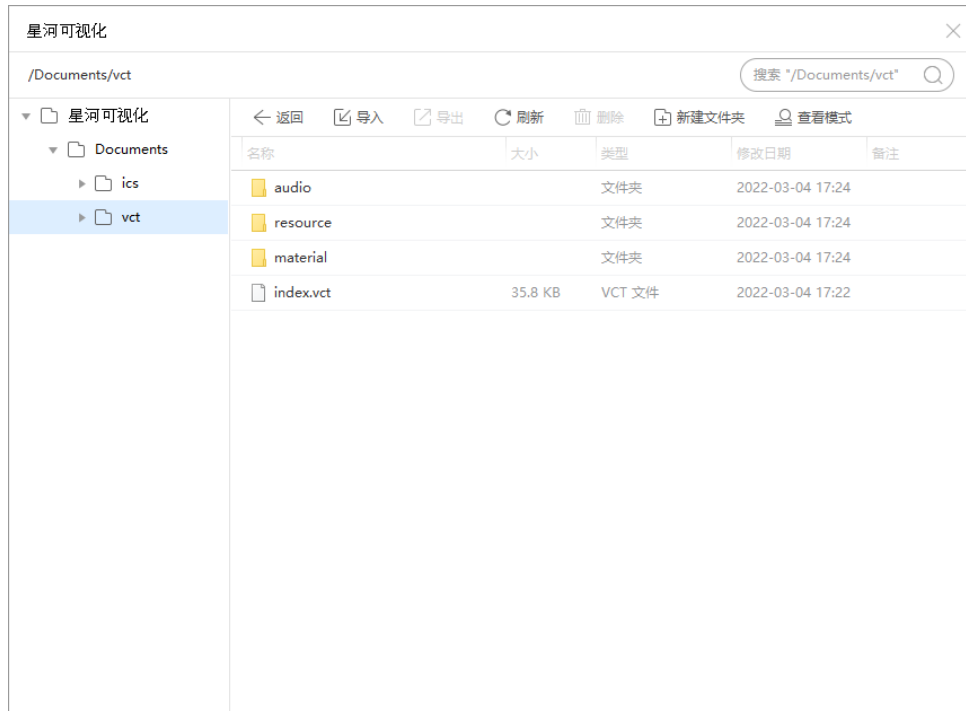 星河可视化
/Documents/vct
搜索 "/Documents/vct"
星河可视化
Documents
ics
vct
返回 导入 导出 刷新 删除 新建文件夹 查看模式
名称 大小 类型 修改日期 备注
audio 文件夹 2022-03-04 17:24
resource 文件夹 2022-03-04 17:24
material 文件夹 2022-03-04 17:24
index.vct 35.8 KB VCT 文件 2022-03-04 17:22